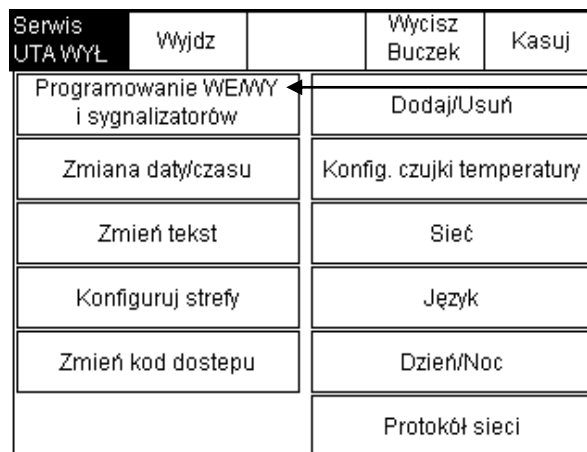 Serwis
UTA WYŁ
Wyjdz
Wycisz
Buczek
Kasuj
Programowanie WE/WY
i sygnalizatorów
Dodaj/Usuń
Zmiana daty/czasu
Konfig. czujki temperatury
Zmień tekst
Sieć
Konfiguruj strefy
Język
Zmień kod dostepu
Dzień/Noc
Protokół sieci